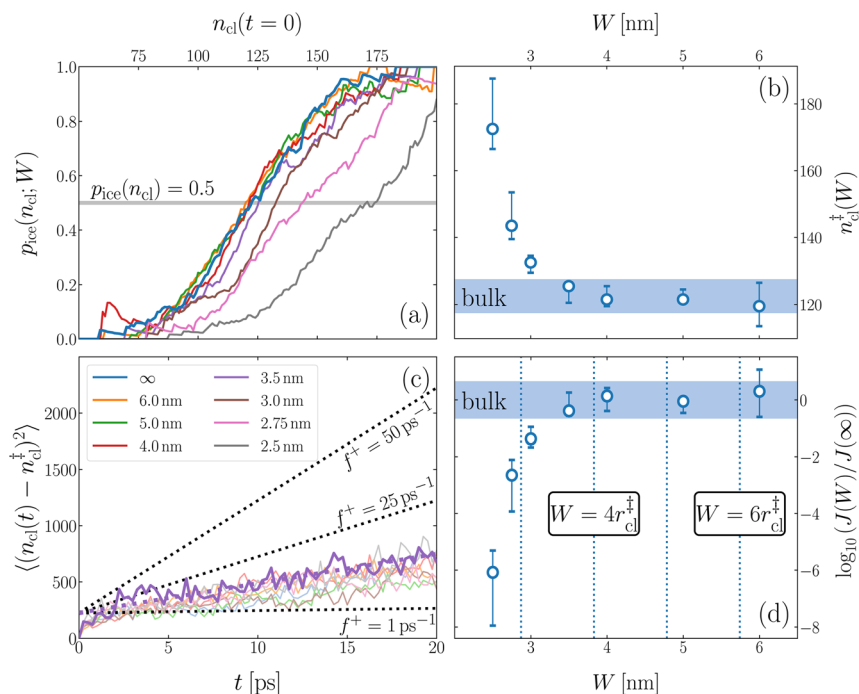 n_cl(t = 0)
75 100 125 150 175
1.0
0.8
0.6
0.4
0.2
0.0
p_ice(n_cl; W)
p_ice(n_cl) = 0.5
(a)
W [nm]
3 4 5 6
(b)
180
160
140
120
n‡_cl(W)
bulk
(c)
∞
6.0 nm
5.0 nm
4.0 nm
3.5 nm
3.0 nm
2.75 nm
2.5 nm
2000
1500
1000
500
0
⟨(n_cl(t) − n‡_cl)²⟩
f⁺ = 50 ps⁻¹
f⁺ = 25 ps⁻¹
f⁺ = 1 ps⁻¹
0 5 10 15 20
t [ps]
bulk
W = 4r‡_cl
W = 6r‡_cl
(d)
0
−2
−4
−6
−8
log₁₀(J(W)/J(∞))
3 4 5 6
W [nm]